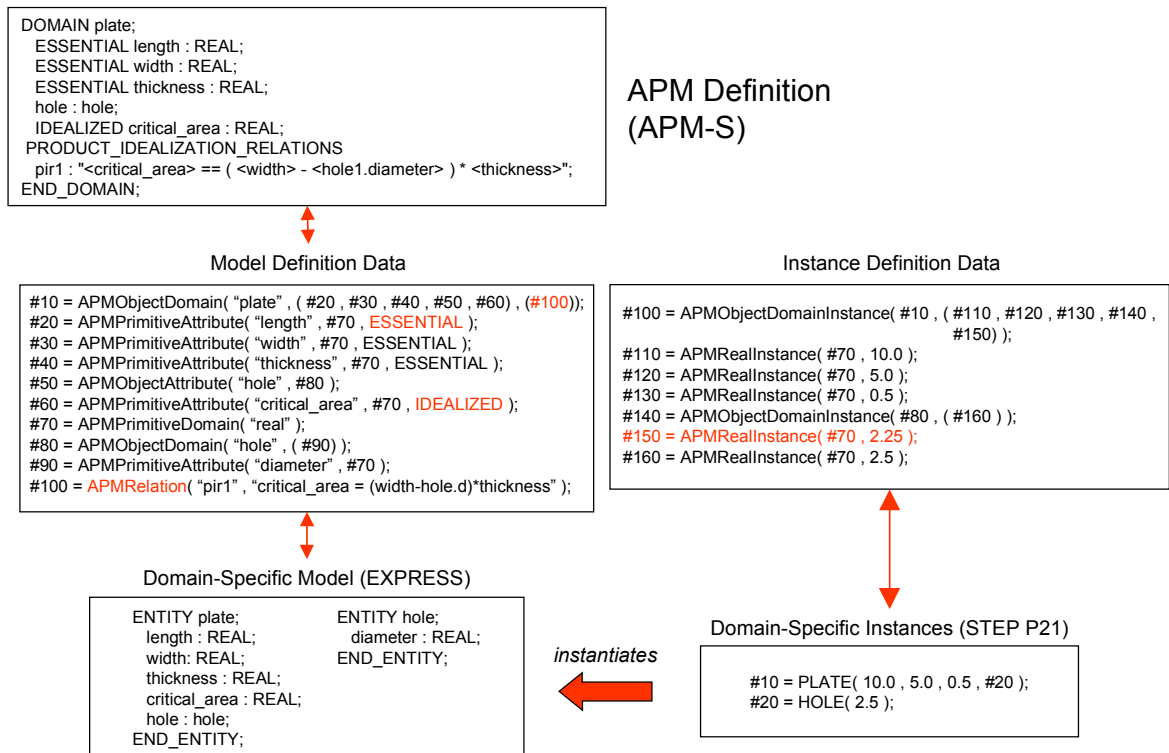 DOMAIN plate;
ESSENTIAL length : REAL;
ESSENTIAL width : REAL;
ESSENTIAL thickness : REAL;
hole : hole;
IDEALIZED critical_area : REAL;
PRODUCT_IDEALIZATION_RELATIONS
pir1 : "<critical_area> == ( <width> - <hole1.diameter> ) * <thickness>";
END_DOMAIN;
APM Definition
(APM-S)
Model Definition Data
#10 = APMObjectDomain( “plate” , ( #20 , #30 , #40 , #50 , #60) , (#100));
#20 = APMPrimitiveAttribute( “length” , #70 , ESSENTIAL );
#30 = APMPrimitiveAttribute( “width” , #70 , ESSENTIAL );
#40 = APMPrimitiveAttribute( “thickness” , #70 , ESSENTIAL );
#50 = APMObjectAttribute( “hole” , #80 );
#60 = APMPrimitiveAttribute( “critical_area” , #70 , IDEALIZED );
#70 = APMPrimitiveDomain( “real” );
#80 = APMObjectDomain( “hole” , ( #90) );
#90 = APMPrimitiveAttribute( “diameter” , #70 );
#100 = APMRelation( “pir1” , “critical_area = (width-hole.d)*thickness” );
Instance Definition Data
#100 = APMObjectDomainInstance( #10 , ( #110 , #120 , #130 , #140 ,
#150) );
#110 = APMRealInstance( #70 , 10.0 );
#120 = APMRealInstance( #70 , 5.0 );
#130 = APMRealInstance( #70 , 0.5 );
#140 = APMObjectDomainInstance( #80 , ( #160 ) );
#150 = APMRealInstance( #70 , 2.25 );
#160 = APMRealInstance( #70 , 2.5 );
Domain-Specific Model (EXPRESS)
ENTITY plate;
length : REAL;
width: REAL;
thickness : REAL;
critical_area : REAL;
hole : hole;
END_ENTITY;
ENTITY hole;
diameter : REAL;
END_ENTITY;
instantiates
Domain-Specific Instances (STEP P21)
#10 = PLATE( 10.0 , 5.0 , 0.5 , #20 );
#20 = HOLE( 2.5 );